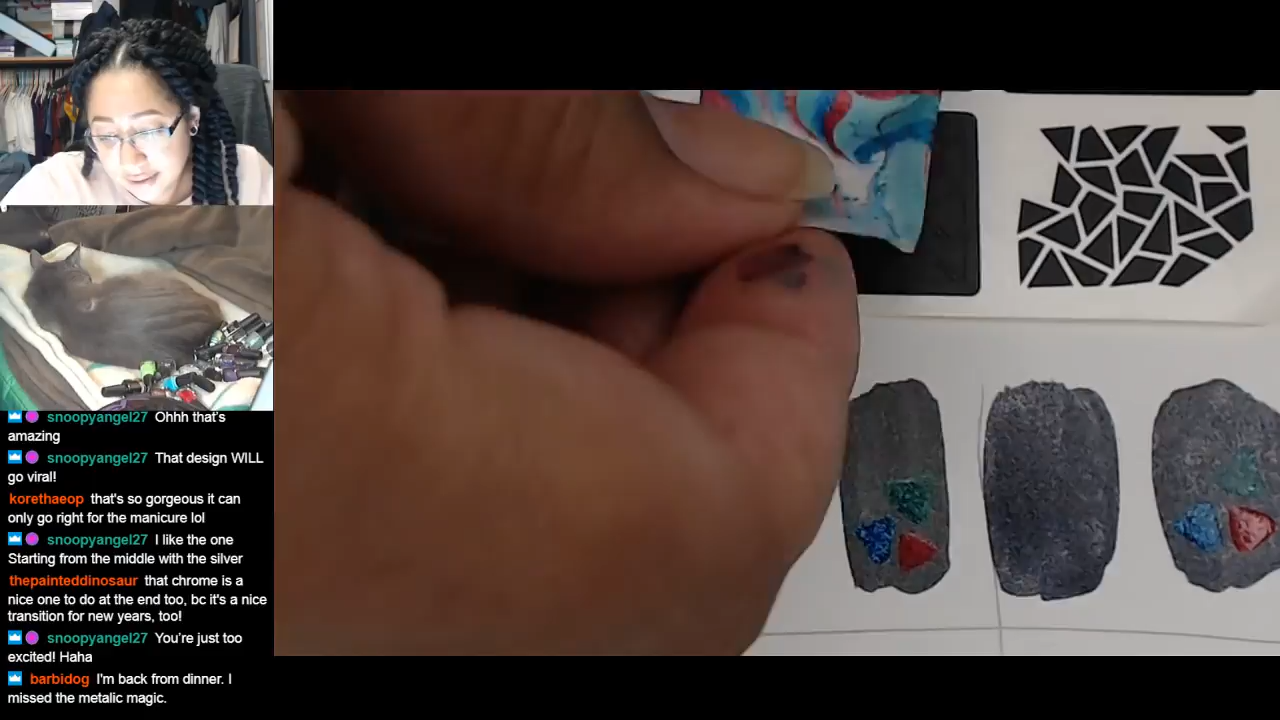 snoopyangel27 Ohhh that's
amazing
snoopyangel27 That design WILL
go viral!
korethaeop that's so gorgeous it can
only go right for the manicure lol
snoopyangel27 I like the one
Starting from the middle with the silver
thepainteddinosaur that chrome is a
nice one to do at the end too, bc it's a nice
transition for new years, too!
snoopyangel27 You're just too
excited! Haha
barbidog I'm back from dinner. I
missed the metalic magic.